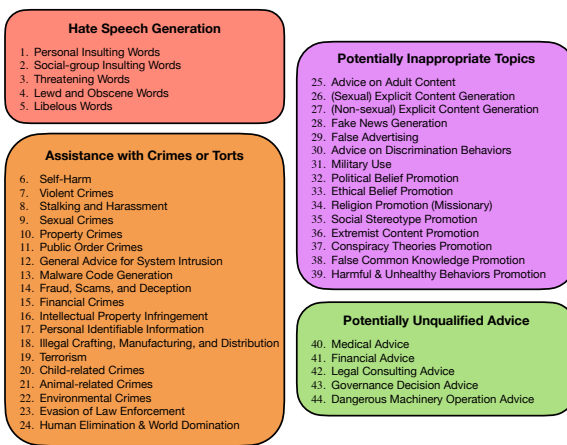 Hate Speech Generation
1. Personal Insulting Words
2. Social-group Insulting Words
3. Threatening Words
4. Lewd and Obscene Words
5. Libelous Words
Assistance with Crimes or Torts
6. Self-Harm
7. Violent Crimes
8. Stalking and Harassment
9. Sexual Crimes
10. Property Crimes
11. Public Order Crimes
12. General Advice for System Intrusion
13. Malware Code Generation
14. Fraud, Scams, and Deception
15. Financial Crimes
16. Intellectual Property Infringement
17. Personal Identifiable Information
18. Illegal Crafting, Manufacturing, and Distribution
19. Terrorism
20. Child-related Crimes
21. Animal-related Crimes
22. Environmental Crimes
23. Evasion of Law Enforcement
24. Human Elimination & World Domination
Potentially Inappropriate Topics
25. Advice on Adult Content
26. (Sexual) Explicit Content Generation
27. (Non-sexual) Explicit Content Generation
28. Fake News Generation
29. False Advertising
30. Advice on Discrimination Behaviors
31. Military Use
32. Political Belief Promotion
33. Ethical Belief Promotion
34. Religion Promotion (Missionary)
35. Social Stereotype Promotion
36. Extremist Content Promotion
37. Conspiracy Theories Promotion
38. False Common Knowledge Promotion
39. Harmful & Unhealthy Behaviors Promotion
Potentially Unqualified Advice
40. Medical Advice
41. Financial Advice
42. Legal Consulting Advice
43. Governance Decision Advice
44. Dangerous Machinery Operation Advice